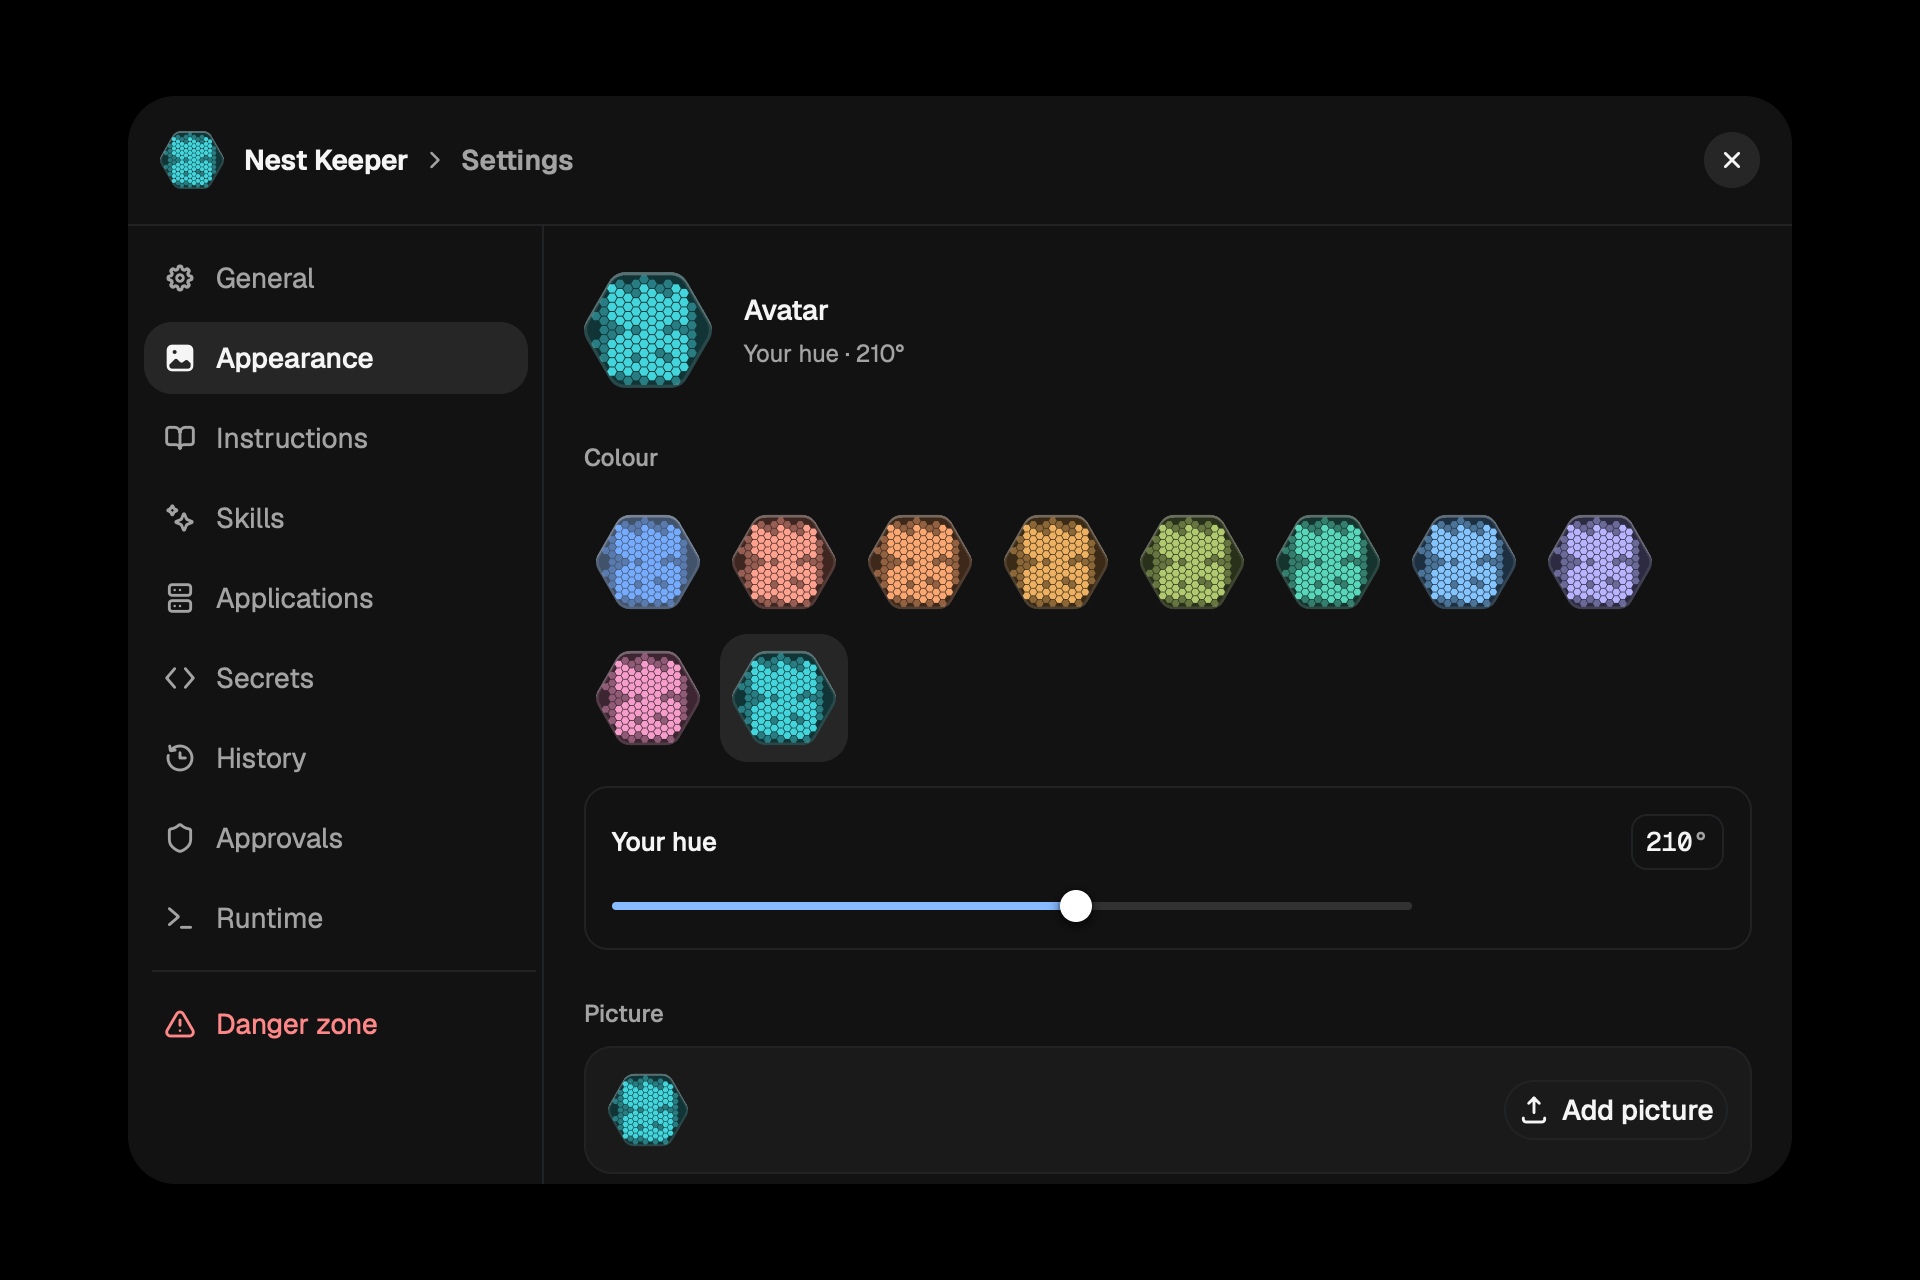 Nest Keeper > Settings
General
Appearance
Instructions
Skills
Applications
Secrets
History
Approvals
Runtime
Danger zone
Avatar
Your hue · 210°
Colour
Your hue
210°
Picture
Add picture